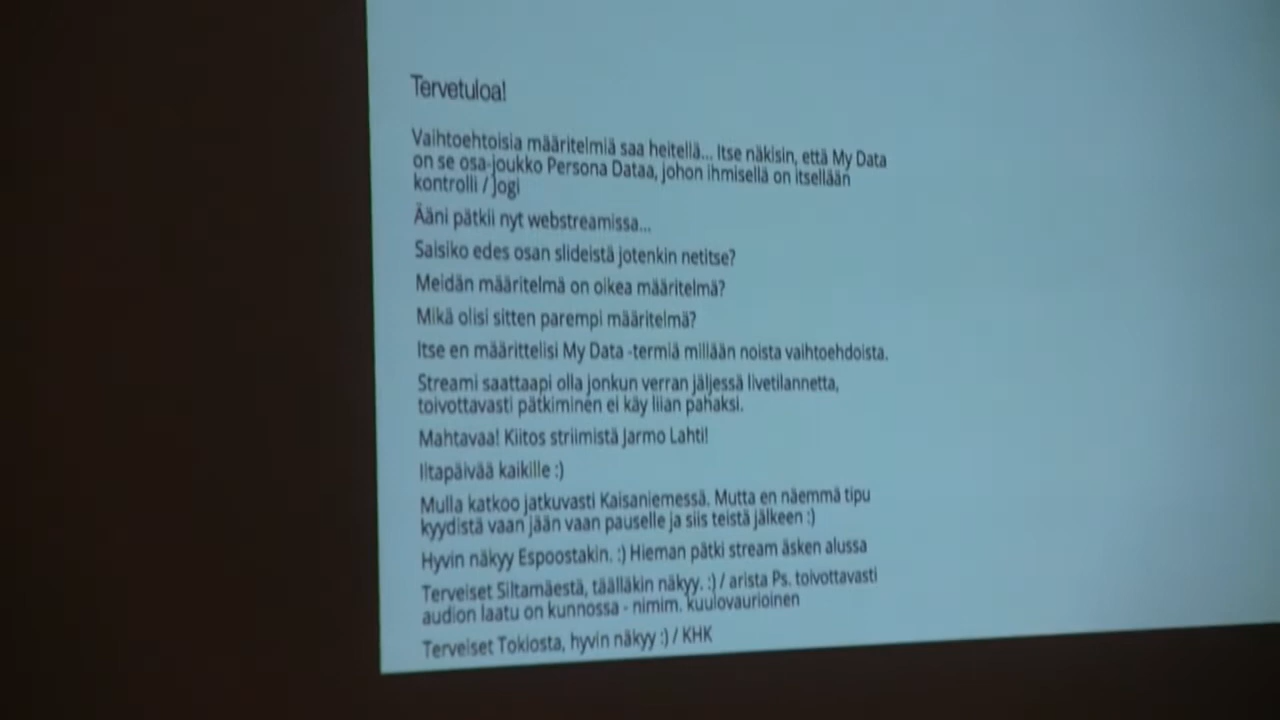 Tervetuloa!
Vaihtoehtoisia määritelmiä saa heitellä... Itse näkisin, että My Data
on se osa-joukko Persona Dataa, johon ihmisellä on itsellään
kontrolli / Jogi
Ääni pätkii nyt webstreamissa...
Saisiko edes osan slideistä jotenkin netitse?
Meidän määritelmä on oikea määritelmä?
Mikä olisi sitten parempi määritelmä?
Itse en määrittelisi My Data -termiä millään noista vaihtoehdoista.
Streami saattaapi olla jonkun verran jäljessä livetilannetta,
toivottavasti pätkiminen ei käy liian pahaksi.
Mahtavaa! Kiitos striimistä Jarmo Lahti!
Iltapäivää kaikille :)
Mulla katkoo jatkuvasti Kaisaniemessä. Mutta en näemmä tipu
kyydistä vaan jään vaan pauselle ja siis teistä jälkeen :)
Hyvin näkyy Espoostakin. :) Hieman pätki stream äsken alussa
Terveiset Siltamäestä, täälläkin näkyy. :) / arista Ps. toivottavasti
audion laatu on kunnossa - nimim. kuulovaurioinen
Terveiset Tokiosta, hyvin näkyy :) / KHK